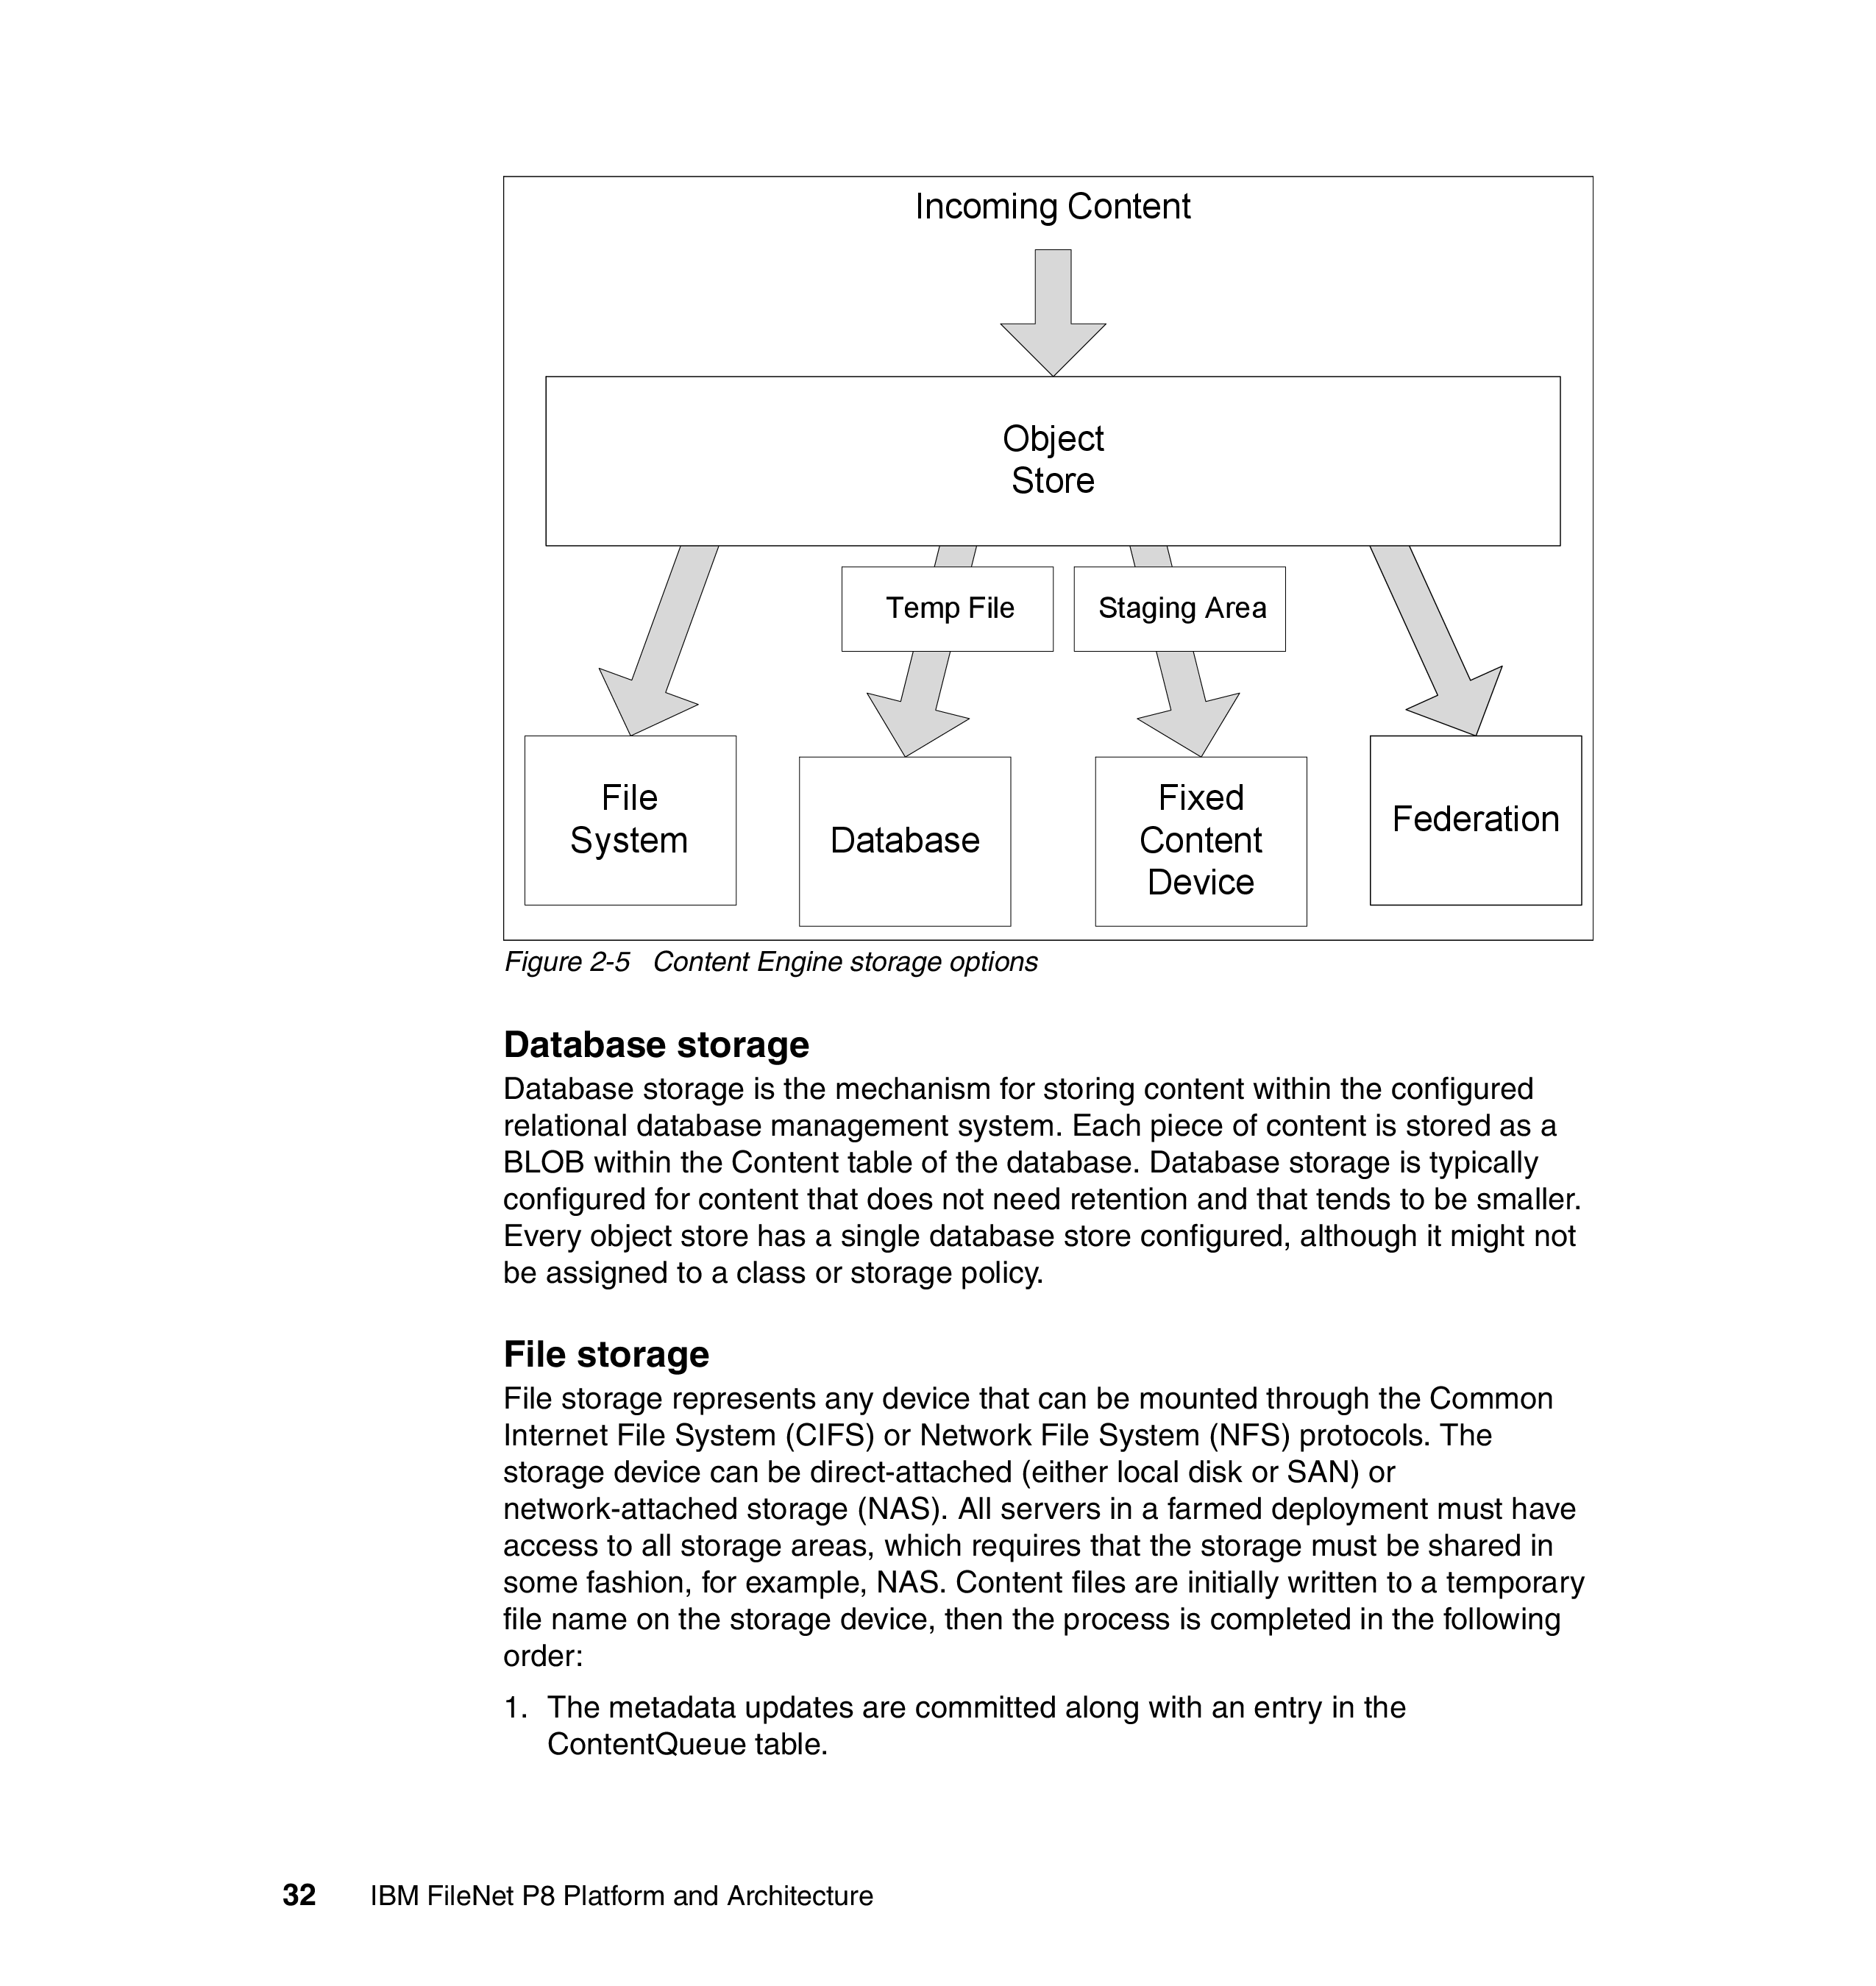 Incoming Content
Object
Store
Temp File
Staging Area
File
System
Database
Fixed
Content
Device
Federation
Figure 2-5   Content Engine storage options
Database storage
Database storage is the mechanism for storing content within the configured
relational database management system. Each piece of content is stored as a
BLOB within the Content table of the database. Database storage is typically
configured for content that does not need retention and that tends to be smaller.
Every object store has a single database store configured, although it might not
be assigned to a class or storage policy.
File storage
File storage represents any device that can be mounted through the Common
Internet File System (CIFS) or Network File System (NFS) protocols. The
storage device can be direct-attached (either local disk or SAN) or
network-attached storage (NAS). All servers in a farmed deployment must have
access to all storage areas, which requires that the storage must be shared in
some fashion, for example, NAS. Content files are initially written to a temporary
file name on the storage device, then the process is completed in the following
order:
1. The metadata updates are committed along with an entry in the
ContentQueue table.
32   IBM FileNet P8 Platform and Architecture